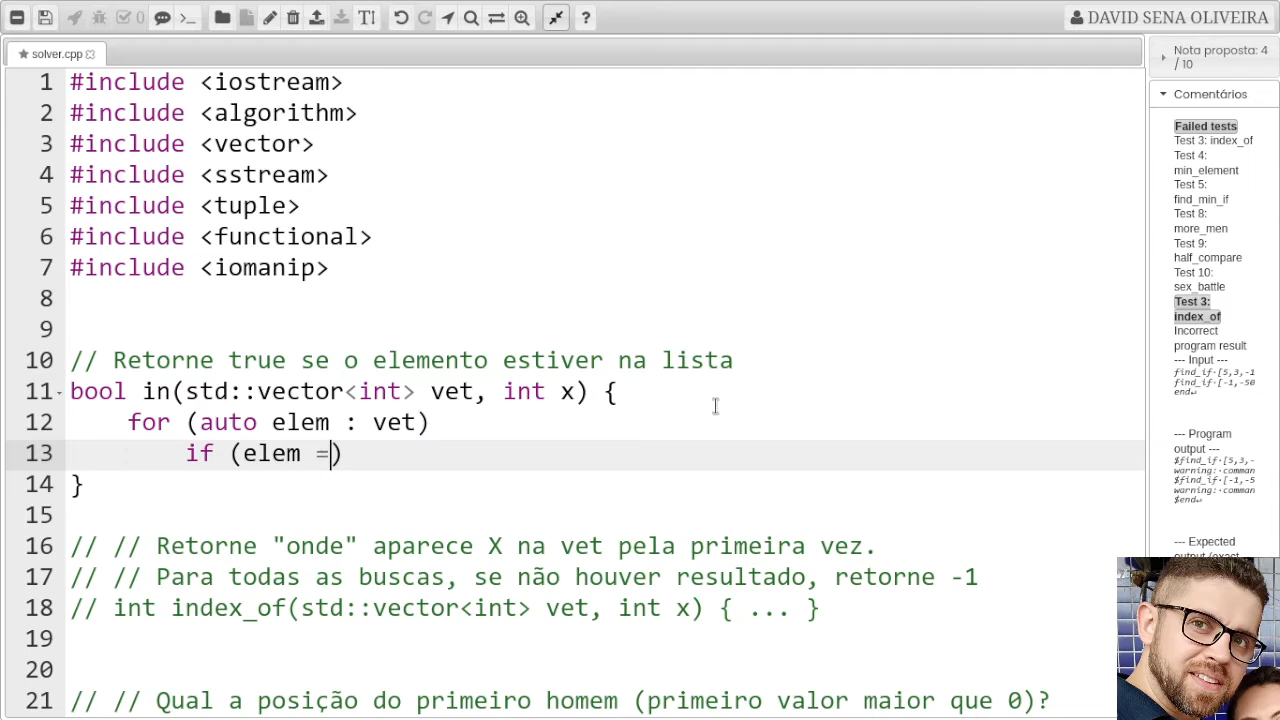 DAVID SENA OLIVEIRA
solver.cpp
1 #include <iostream>
2 #include <algorithm>
3 #include <vector>
4 #include <sstream>
5 #include <tuple>
6 #include <functional>
7 #include <iomanip>
8
9
10 // Retorne true se o elemento estiver na lista
11 bool in(std::vector<int> vet, int x) {
12 for (auto elem : vet)
13 if (elem =)
14 }
15
16 // // Retorne "onde" aparece X na vet pela primeira vez.
17 // // Para todas as buscas, se não houver resultado, retorne -1
18 // int index_of(std::vector<int> vet, int x) { ... }
19
20
21 // // Qual a posição do primeiro homem (primeiro valor maior que 0)?
Nota proposta: 4
/ 10
Comentários
Failed tests
Test 3: index_of
Test 4:
min_element
Test 5:
find_min_if
Test 8:
more_men
Test 9:
half_compare
Test 10:
sex_battle
Test 3:
index_of
Incorrect
program result
--- Input ---
find_if·[5,3,-1
find_if·[-1,-50
end↵
--- Program
output ---
$find_if·[5,3,-
warning:·comman
$find_if·[-1,-5
warning:·comman
$end↵
--- Expected
output (exact